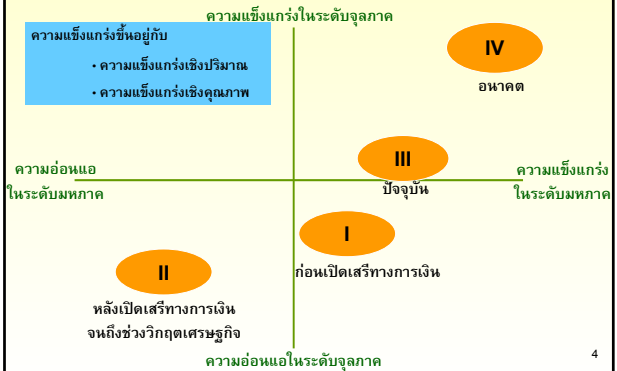 ความแข็งแกร่งในระดับจุลภาค
ความแข็งแกร่งขึ้นอยู่กับ
• ความแข็งแกร่งเชิงปริมาณ
• ความแข็งแกร่งเชิงคุณภาพ
IV
อนาคต
III
ปัจจุบัน
ความอ่อนแอ
ในระดับมหภาค
ความแข็งแกร่ง
ในระดับมหภาค
I
ก่อนเปิดเสรีทางการเงิน
II
หลังเปิดเสรีทางการเงิน
จนถึงช่วงวิกฤตเศรษฐกิจ
ความอ่อนแอในระดับจุลภาค
4